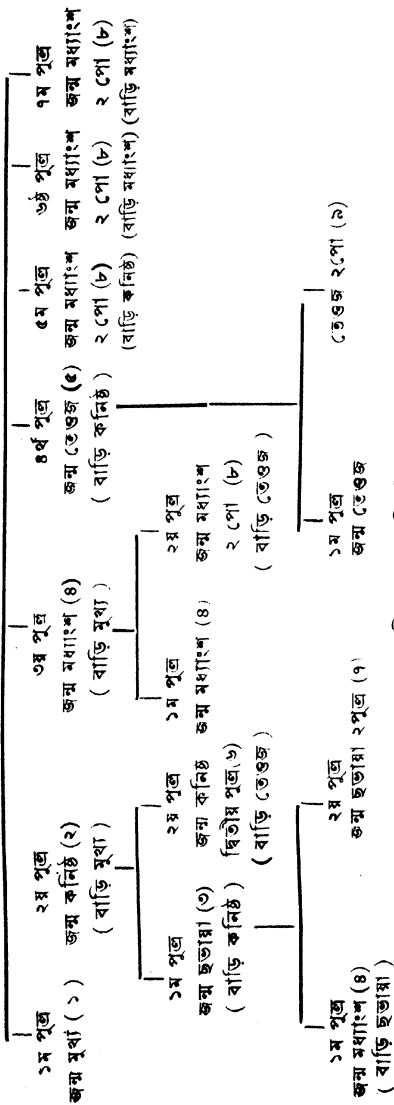 ১ম পুত্র
জন্ম মুখ্য ( ১ )
২য় পুত্র
জন্ম কনিষ্ঠ (২)
( বাড়ি মুখ্য )
৩য় পুত্র
জন্ম মধ্যাংশ (৪)
( বাড়ি মুখ্য )
৪র্থ পুত্র
জন্ম তেওজ (৫)
( বাড়ি কনিষ্ঠ )
৫ম পুত্র
জন্ম মধ্যাংশ
২ পো (৮)
(বাড়ি কনিষ্ঠ)
৬ষ্ঠ পুত্র
জন্ম মধ্যাংশ
২ পো (৮)
(বাড়ি মধ্যাংশ)
৭ম পুত্র
জন্ম মধ্যাংশ
২ পো (৮)
(বাড়ি মধ্যাংশ)
১ম পুত্র
জন্ম ছভায়া (৩)
( বাড়ি কনিষ্ঠ )
২য় পুত্র
জন্ম কনিষ্ঠ
দ্বিতীয় পুত্র(৬)
( বাড়ি তেওজ )
১ম পুত্র
জন্ম মধ্যাংশ (৪)
২য় পুত্র
জন্ম মধ্যাংশ
২ পো (৮)
( বাড়ি তেওজ )
১ম পুত্র
জন্ম মধ্যাংশ (৪)
( বাড়ি ছভায়া )
২য় পুত্র
জন্ম ছভায়া ২পুত্র (৭)
১ম পুত্র
জন্ম তেওজ
তেওজ ২পো (৯)